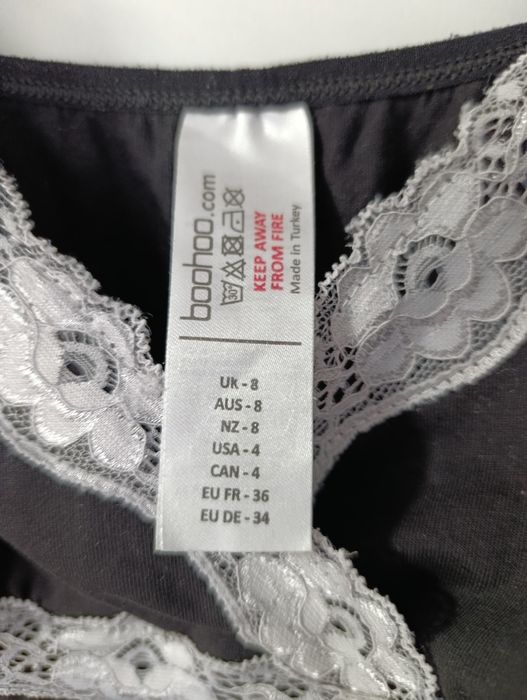 boohoo.com
30°
KEEP AWAY
FROM FIRE
Made in Turkey
UK - 8
AUS - 8
NZ - 8
USA - 4
CAN - 4
EU FR - 36
EU DE - 34